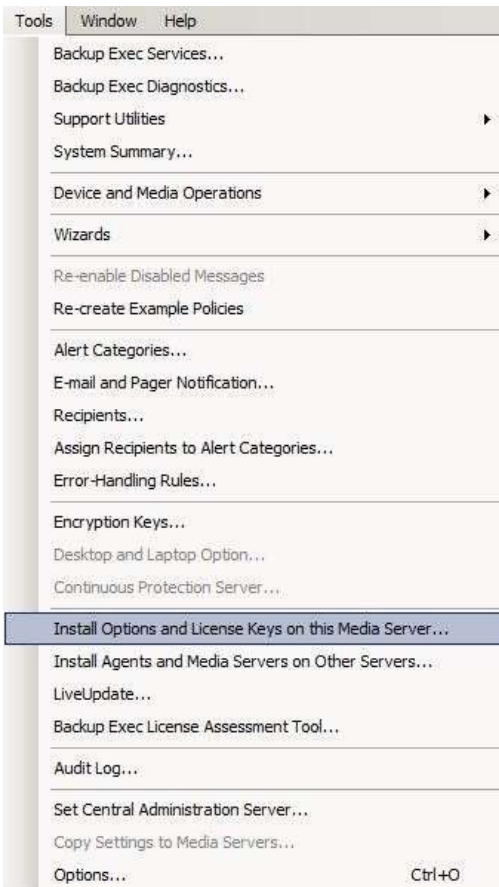 Tools Window Help
Backup Exec Services...
Backup Exec Diagnostics...
Support Utilities
System Summary...
Device and Media Operations
Wizards
Re-enable Disabled Messages
Re-create Example Policies
Alert Categories...
E-mail and Pager Notification...
Recipients...
Assign Recipients to Alert Categories...
Error-Handling Rules...
Encryption Keys...
Desktop and Laptop Option...
Continuous Protection Server...
Install Options and License Keys on this Media Server...
Install Agents and Media Servers on Other Servers...
LiveUpdate...
Backup Exec License Assessment Tool...
Audit Log...
Set Central Administration Server...
Copy Settings to Media Servers...
Options... Ctrl+O